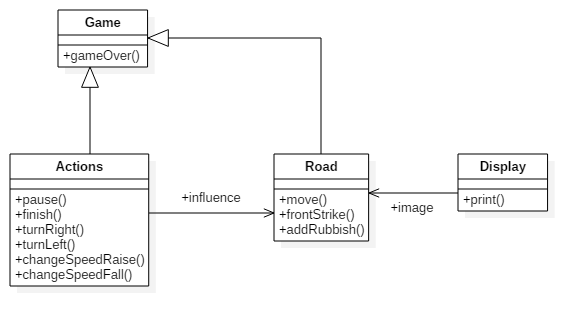 Game
+gameOver()
Actions
+pause()
+finish()
+turnRight()
+turnLeft()
+changeSpeedRaise()
+changeSpeedFall()
+influence
Road
+move()
+frontStrike()
+addRubbish()
+image
Display
+print()